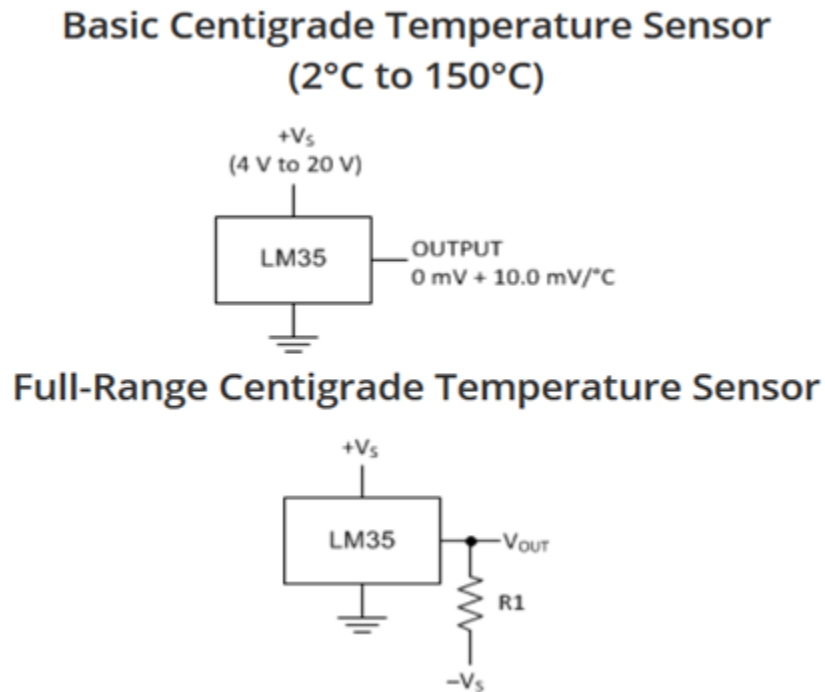 Basic Centigrade Temperature Sensor
(2°C to 150°C)
+VS
(4 V to 20 V)
LM35
OUTPUT
0 mV + 10.0 mV/°C
Full-Range Centigrade Temperature Sensor
+VS
LM35
VOUT
R1
–VS